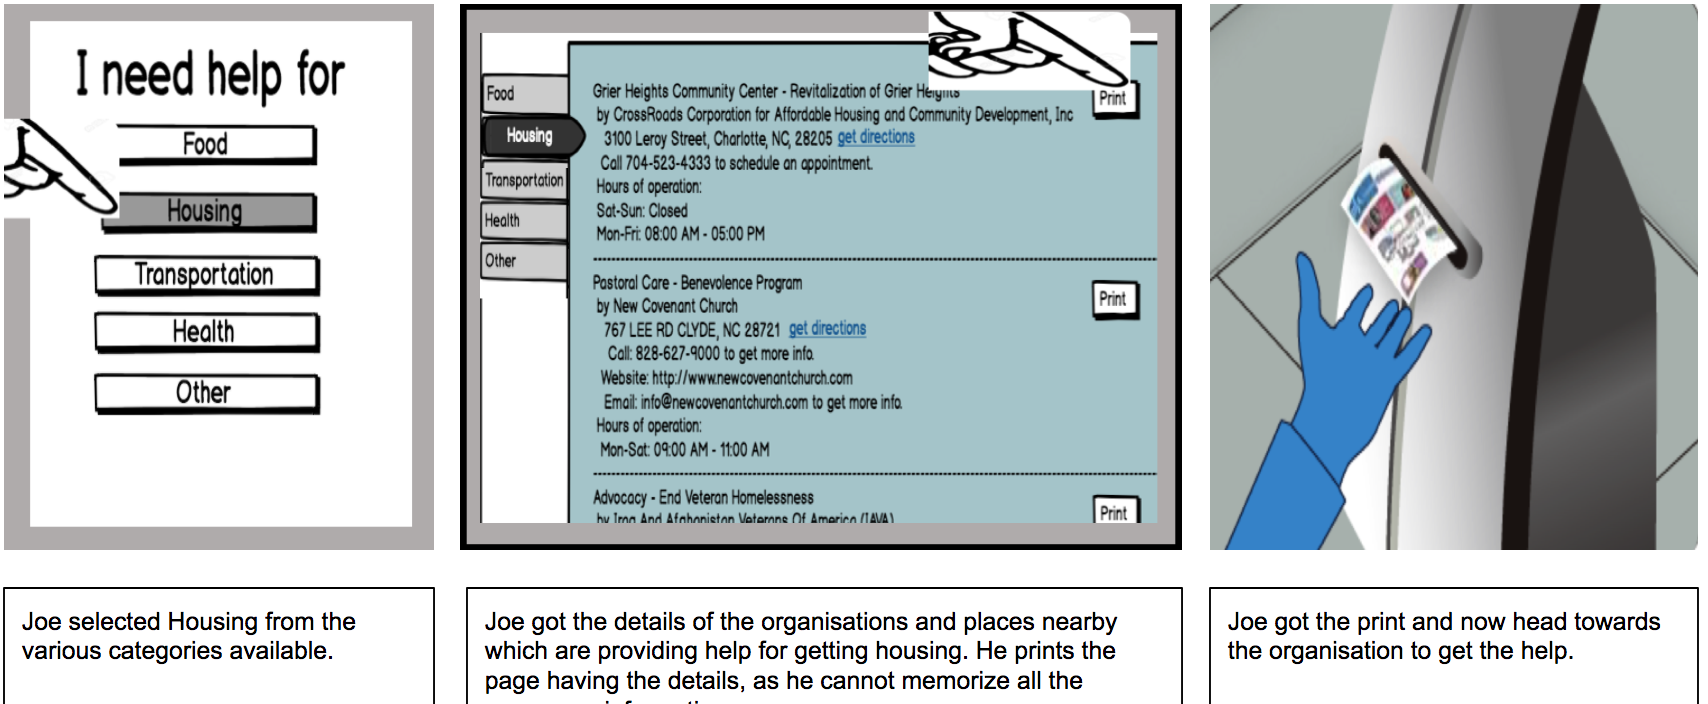 I need help for
Food
Housing
Transportation
Health
Other
Food
Housing
Transportation
Health
Other
Grier Heights Community Center - Revitalization of Grier Heights
by CrossRoads Corporation for Affordable Housing and Community Development, Inc
3100 Leroy Street, Charlotte, NC, 28205 get directions
Call 704-523-4333 to schedule an appointment.
Hours of operation:
Sat-Sun: Closed
Mon-Fri: 08:00 AM - 05:00 PM
Print
Pastoral Care - Benevolence Program
by New Covenant Church
767 LEE RD CLYDE, NC 28721 get directions
Call: 828-627-9000 to get more info.
Website: http://www.newcovenantchurch.com
Email: info@newcovenantchurch.com to get more info.
Hours of operation:
Mon-Sat: 09:00 AM - 11:00 AM
Print
Advocacy - End Veteran Homelessness
by Iraq And Afghanistan Veterans Of America (IAVA)
Print
Joe selected Housing from the
various categories available.
Joe got the details of the organisations and places nearby
which are providing help for getting housing. He prints the
page having the details, as he cannot memorize all the
Joe got the print and now head towards
the organisation to get the help.